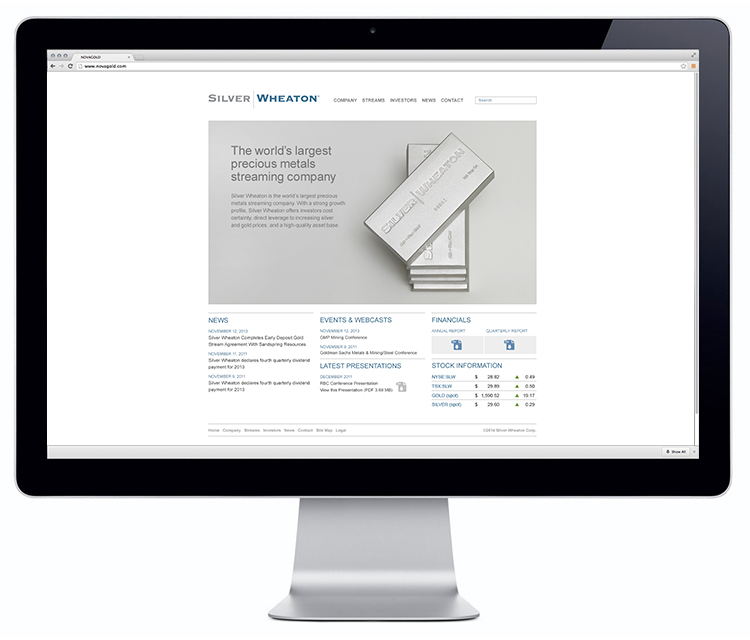 NOVAGOLD
www.novagold.com
SILVER WHEATON
COMPANY STREAMS INVESTORS NEWS CONTACT
Search
The world's largest
precious metals
streaming company
Silver Wheaton is the world's largest precious
metals streaming company. With a strong growth
profile, Silver Wheaton offers investors cost
certainty, direct leverage to increasing silver
and gold prices, and a high-quality asset base.
SILVER WHEATON
NEWS
NOVEMBER 12, 2013
Silver Wheaton Completes Early Deposit Gold
Stream Agreement With Sandspring Resources
NOVEMBER 11, 2011
Silver Wheaton declares fourth quarterly dividend
payment for 2013
NOVEMBER 9, 2011
Silver Wheaton declares fourth quarterly dividend
payment for 2013
EVENTS & WEBCASTS
NOVEMBER 12, 2013
GMP Mining Conference
NOVEMBER 9, 2011
Goldman Sachs Metals & Mining/Steel Conference
LATEST PRESENTATIONS
DECEMBER 2011
RBC Conference Presentation
View this Presentation (PDF 3.69 MB)
FINANCIALS
ANNUAL REPORT QUARTERLY REPORT
STOCK INFORMATION
NYSE:SLW $ 28.82 0.49
TSX:SLW $ 29.89 0.50
GOLD (spot) $ 1,590.52 19.17
SILVER (spot) $ 29.60 0.29
Home Company Streams Investors News Contact Site Map Legal
©2014 Silver Wheaton Corp.
Show All